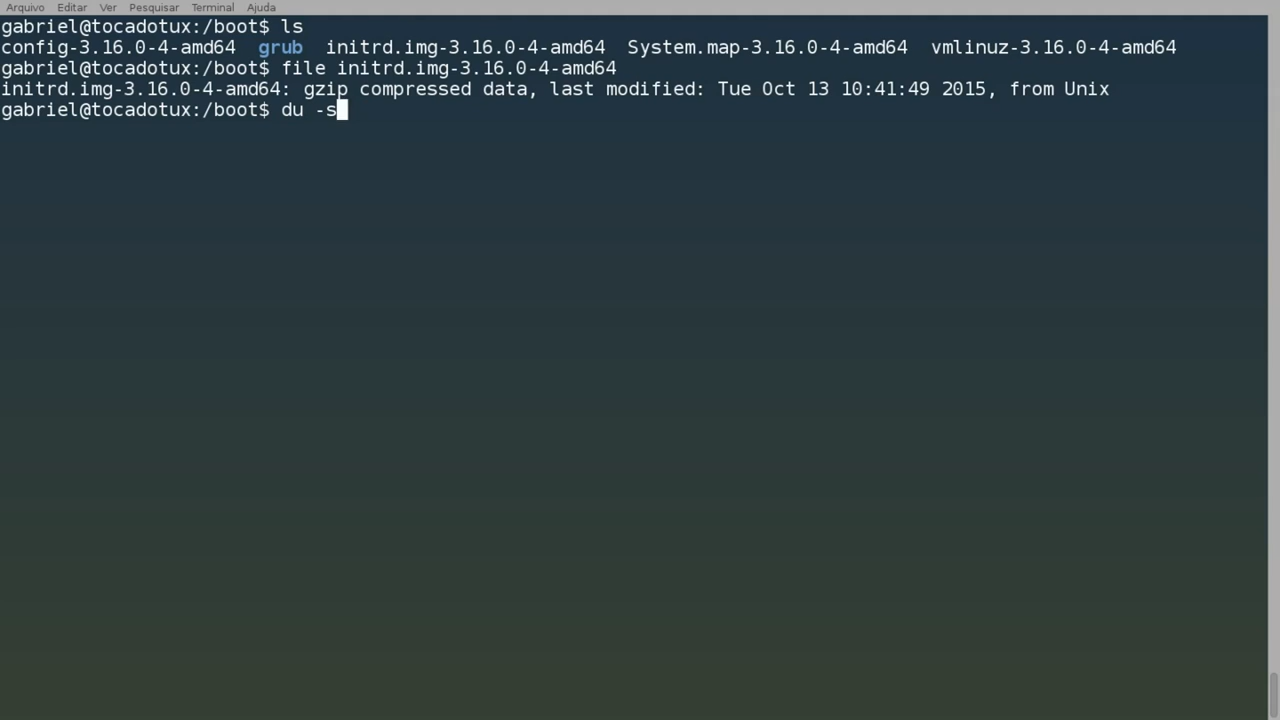 Arquivo Editar Ver Pesquisar Terminal Ajuda
gabriel@tocadotux:/boot$ ls
config-3.16.0-4-amd64  grub  initrd.img-3.16.0-4-amd64  System.map-3.16.0-4-amd64  vmlinuz-3.16.0-4-amd64
gabriel@tocadotux:/boot$ file initrd.img-3.16.0-4-amd64
initrd.img-3.16.0-4-amd64: gzip compressed data, last modified: Tue Oct 13 10:41:49 2015, from Unix
gabriel@tocadotux:/boot$ du -s